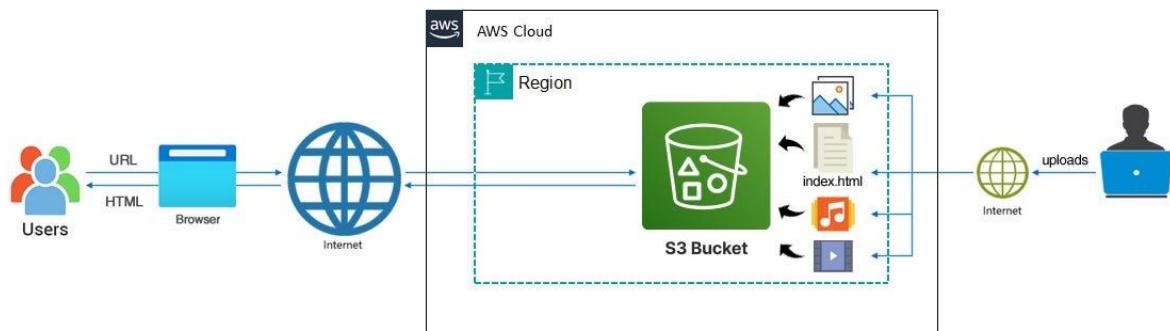 aws
AWS Cloud
Region
URL
HTML
Users
Browser
Internet
S3 Bucket
index.html
Internet
uploads